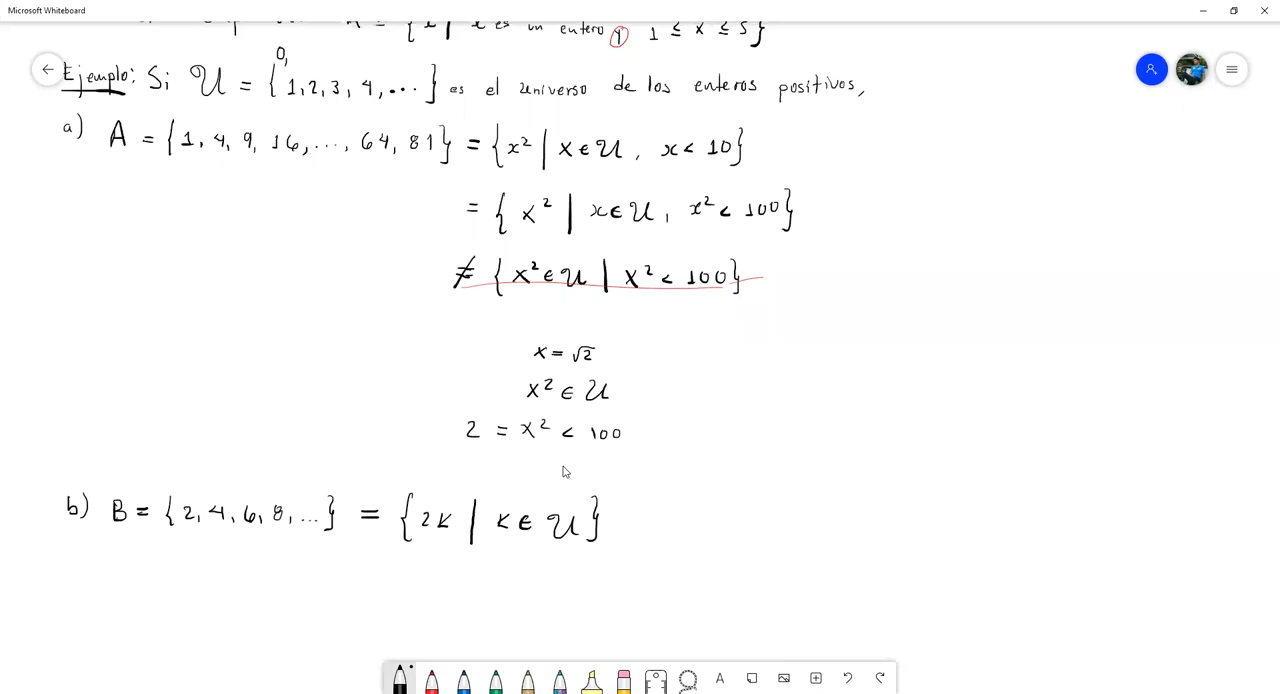 Microsoft Whiteboard
A = { x | x es un entero y 1 ≤ x ≤ 5 }
0,
Ejemplo: Si U = { 1, 2, 3, 4, ... } es el universo de los enteros positivos,
a) A = { 1, 4, 9, 16, ..., 64, 81 } = { x² | x ∈ U, x < 10 }
= { x² | x ∈ U, x² < 100 }
≠ { x² ∈ U | x² < 100 }
x = √2
x² ∈ U
2 = x² < 100
b) B = { 2, 4, 6, 8, ... } = { 2k | k ∈ U }
A